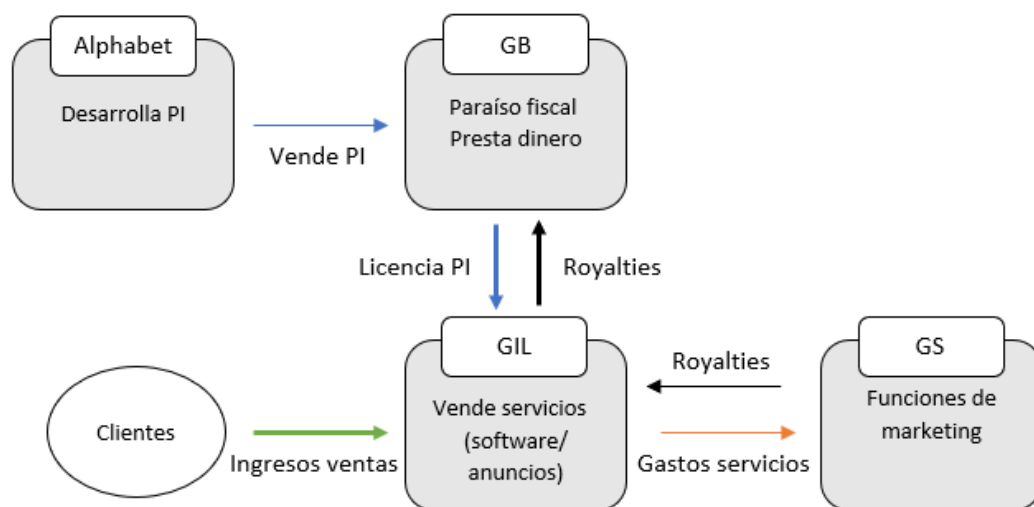 Alphabet
Desarrolla PI
Vende PI
GB
Paraíso fiscal
Presta dinero
Licencia PI
Royalties
Clientes
Ingresos ventas
GIL
Vende servicios
(software/
anuncios)
Royalties
Gastos servicios
GS
Funciones de
marketing